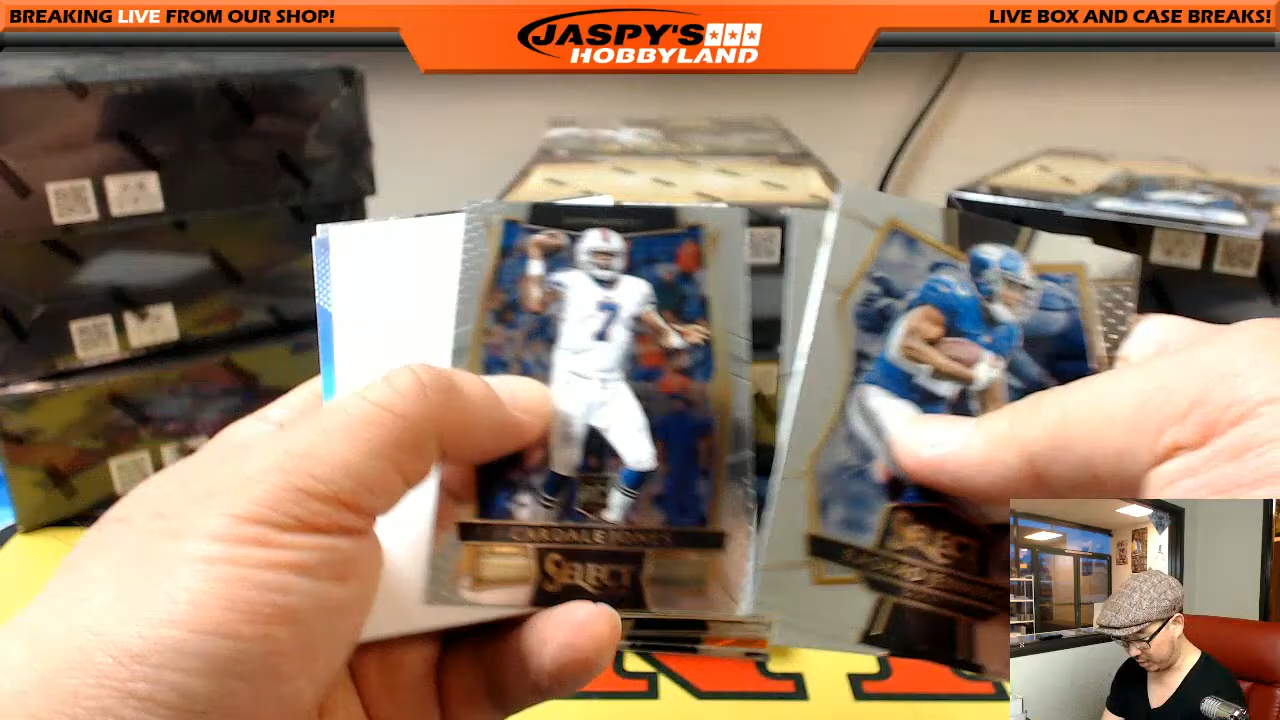 BREAKING LIVE FROM OUR SHOP!
JASPY'S
HOBBYLAND
LIVE BOX AND CASE BREAKS!
7
CARDALE JONES
SELECT
SELECT